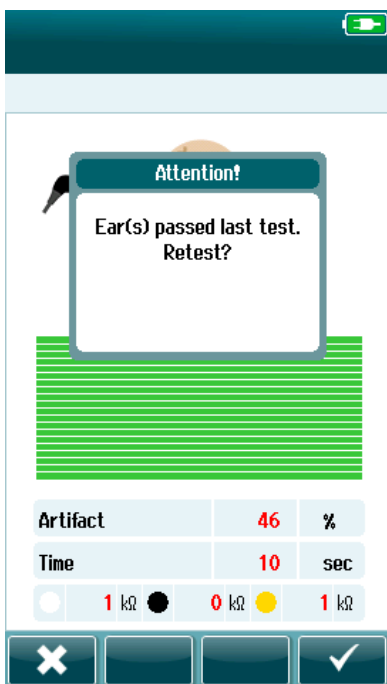 Attention!
Ear(s) passed last test.
Retest?
Artifact 46 %
Time 10 sec
1 kΩ 0 kΩ 1 kΩ